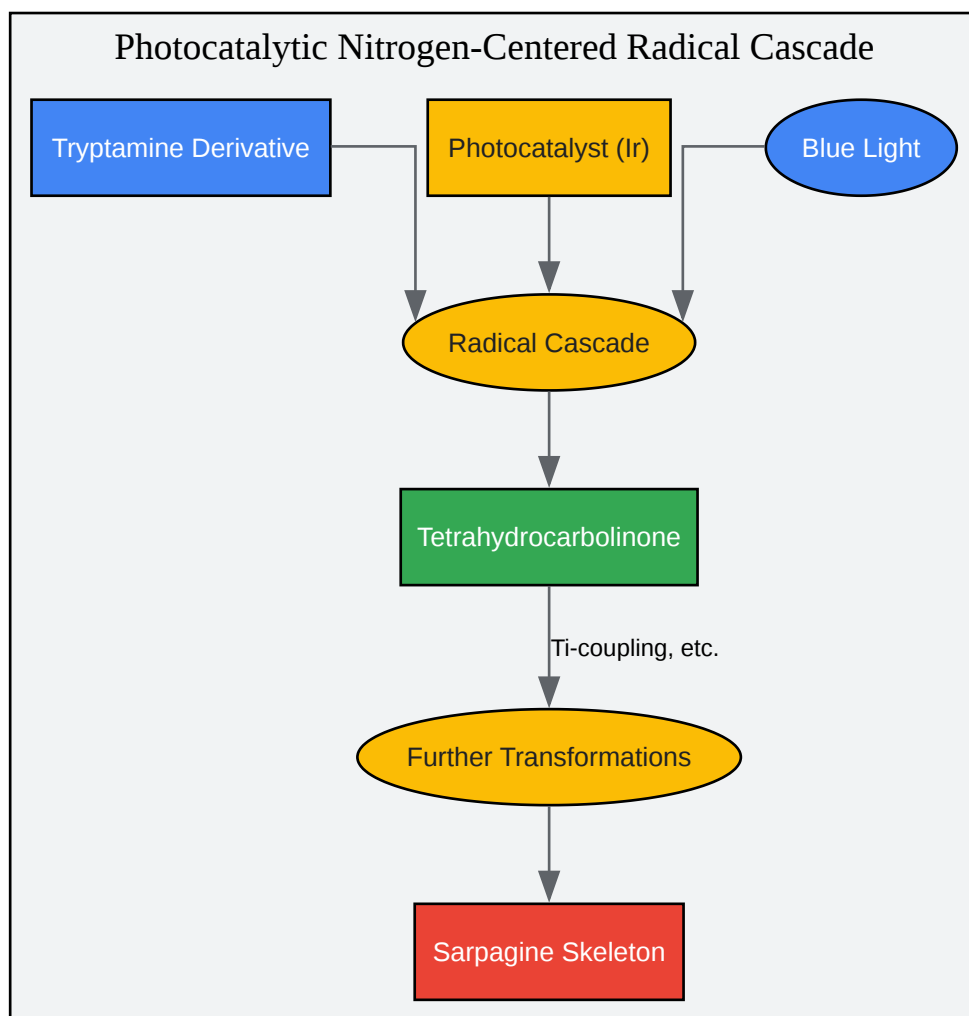 Photocatalytic Nitrogen-Centered Radical Cascade
Tryptamine Derivative
Photocatalyst (Ir)
Blue Light
Radical Cascade
Tetrahydrocarbolinone
Ti-coupling, etc.
Further Transformations
Sarpagine Skeleton